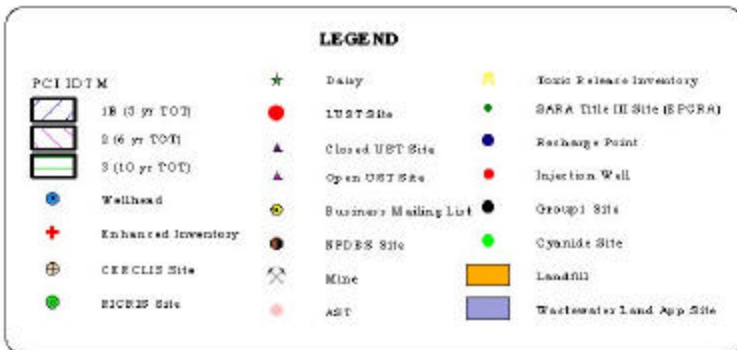 LEGEND
PCI IDTM
1B (3 yr TOT)
2 (6 yr TOT)
3 (10 yr TOT)
Wellhead
Enhanced Inventory
CERCLIS Site
RICRIS Site
Daisy
LUST Site
Closed UST Site
Open UST Site
Business Mailing List
NPDES Site
Mine
AST
Toxic Release Inventory
SARA Title III Site (EPCRA)
Recharge Point
Injection Well
Group1 Site
Cyanide Site
Landfill
Wastewater Land App Site